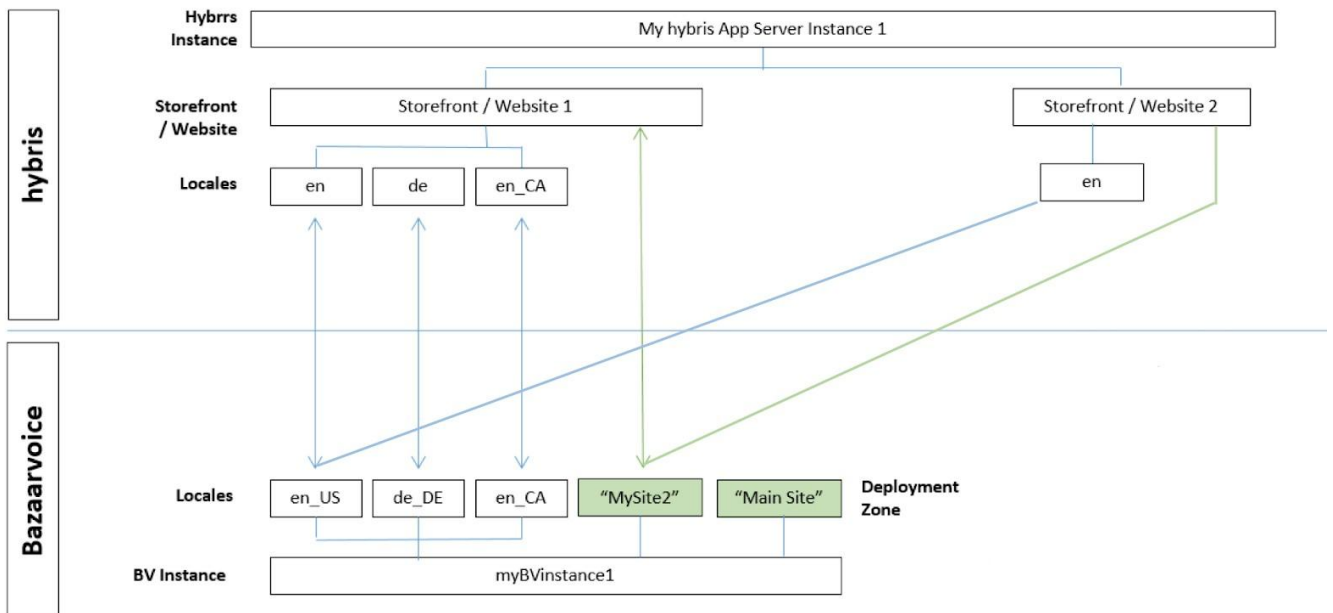 Hybrrs
Instance
My hybris App Server Instance 1
hybris
Storefront
/ Website
Storefront / Website 1
Storefront / Website 2
Locales
en
de
en_CA
en
Bazaarvoice
Locales
en_US
de_DE
en_CA
“MySite2”
“Main Site”
Deployment
Zone
BV Instance
myBVinstance1